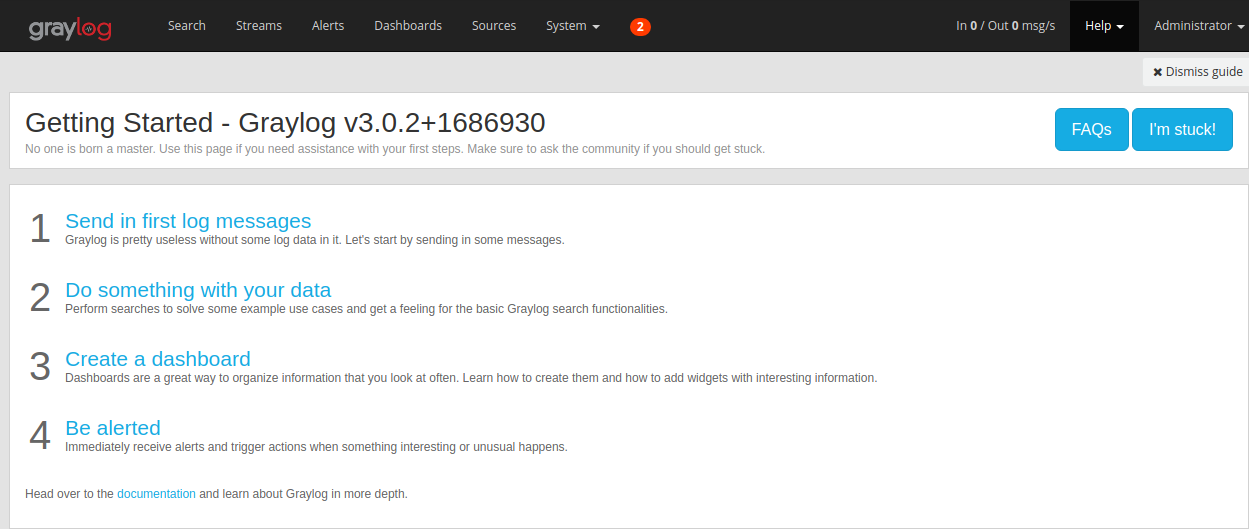 graylog Search Streams Alerts Dashboards Sources System 2 In 0 / Out 0 msg/s Help Administrator
Dismiss guide
Getting Started - Graylog v3.0.2+1686930
No one is born a master. Use this page if you need assistance with your first steps. Make sure to ask the community if you should get stuck.
FAQs I'm stuck!
1 Send in first log messages
Graylog is pretty useless without some log data in it. Let's start by sending in some messages.
2 Do something with your data
Perform searches to solve some example use cases and get a feeling for the basic Graylog search functionalities.
3 Create a dashboard
Dashboards are a great way to organize information that you look at often. Learn how to create them and how to add widgets with interesting information.
4 Be alerted
Immediately receive alerts and trigger actions when something interesting or unusual happens.
Head over to the documentation and learn about Graylog in more depth.